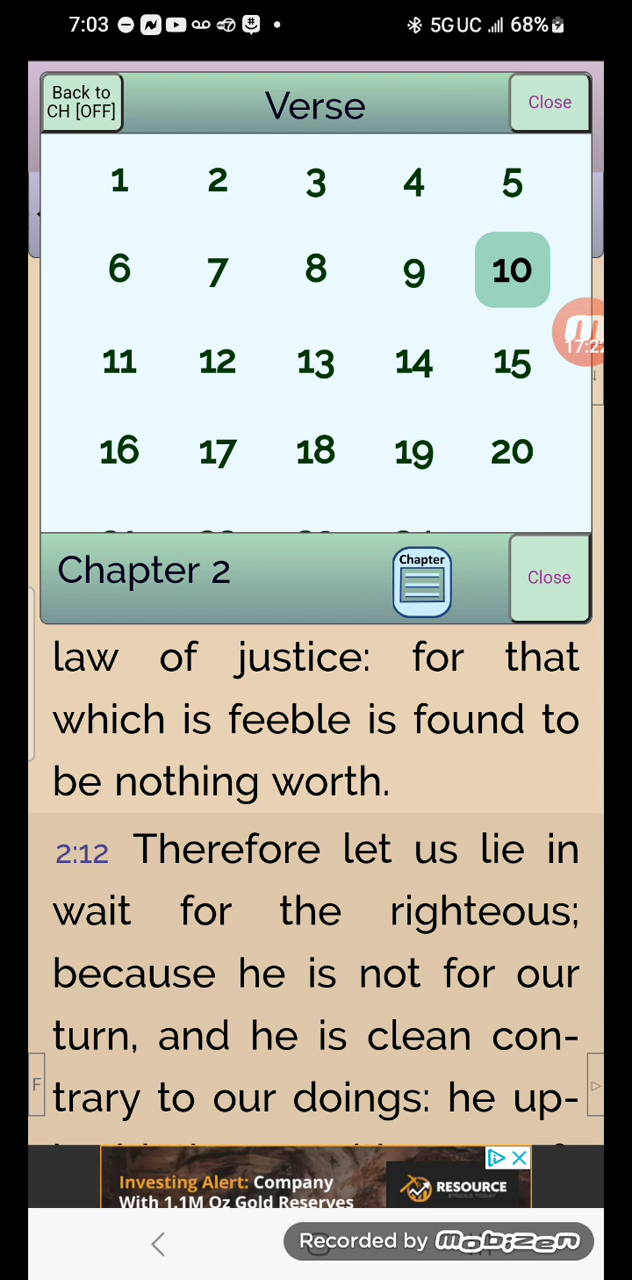 7:03 5G UC 68%
Back to
CH [OFF]
Verse
Close
1 2 3 4 5
6 7 8 9 10
17:22
11 12 13 14 15
16 17 18 19 20
Chapter 2
Chapter
Close
law of justice: for that
which is feeble is found to
be nothing worth.
2:12 Therefore let us lie in
wait for the righteous;
because he is not for our
turn, and he is clean con-
trary to our doings: he up-
F
Investing Alert: Company
With 1.1M Oz Gold Reserves
RESOURCE
Recorded by mobizen